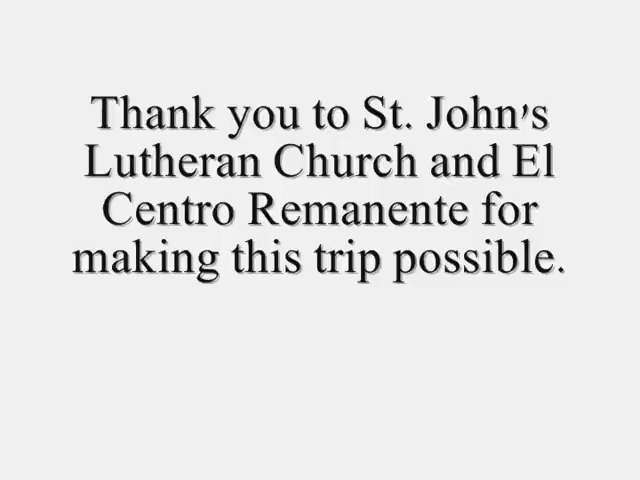 Thank you to St. John's
Lutheran Church and El
Centro Remanente for
making this trip possible.